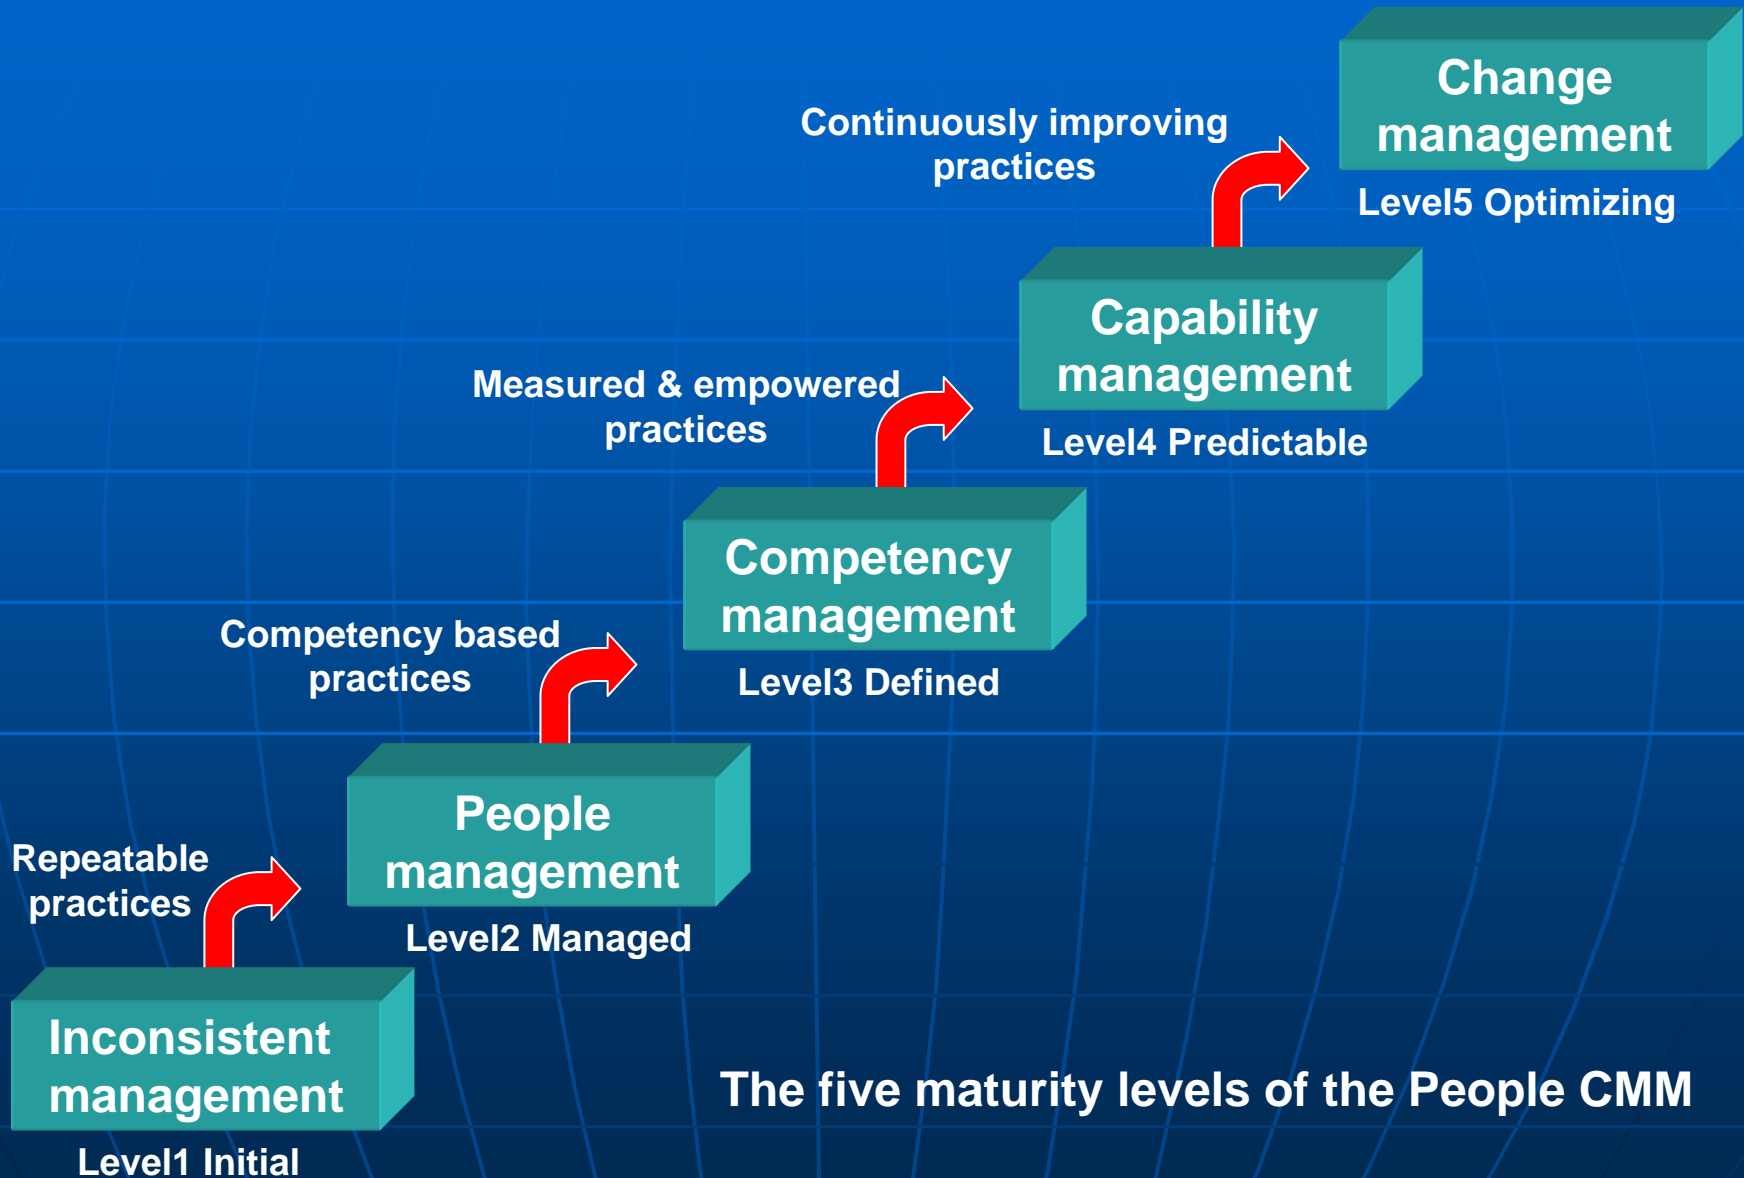 Change
management
Level5 Optimizing
Continuously improving
practices
Capability
management
Level4 Predictable
Measured & empowered
practices
Competency
management
Level3 Defined
Competency based
practices
People
management
Level2 Managed
Repeatable
practices
Inconsistent
management
Level1 Initial
The five maturity levels of the People CMM